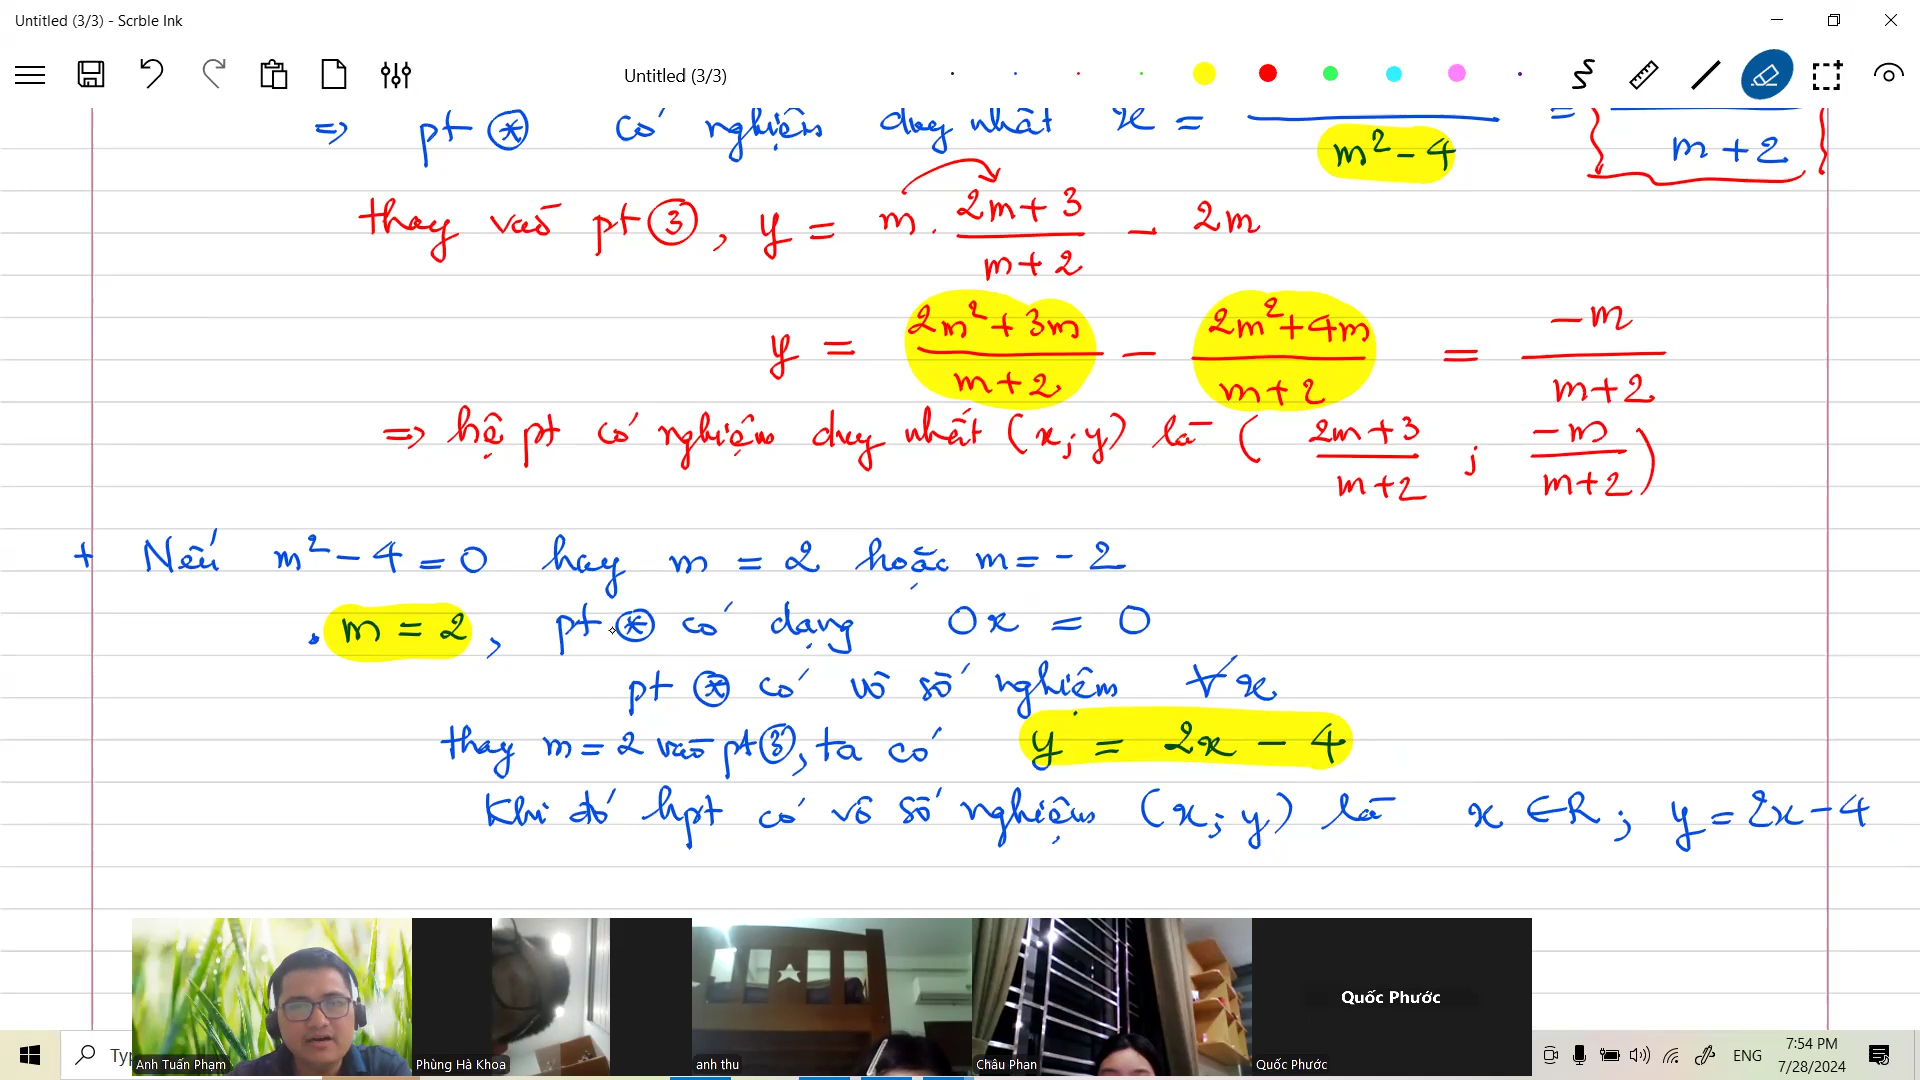 Untitled (3/3) - Scrble Ink
Untitled (3/3)
=> pt (*) có nghiệm duy nhất x = ── / m² - 4 = ── / m + 2
thay vào pt (3), y = m . (2m + 3)/(m + 2) - 2m
y = (2m² + 3m)/(m + 2) - (2m² + 4m)/(m + 2) = -m/(m + 2)
=> hệ pt có nghiệm duy nhất (x; y) là ( (2m + 3)/(m + 2) ; -m/(m + 2) )
+ Nếu m² - 4 = 0 hay m = 2 hoặc m = - 2
. m = 2 , pt (*) có dạng 0x = 0
pt (*) có vô số nghiệm ∀x
thay m = 2 vào pt (3), ta có y = 2x - 4
Khi đó hpt có vô số nghiệm (x; y) là x ∈ R ; y = 2x - 4
Quốc Phước
Anh Tuấn Phạm
Phùng Hà Khoa
anh thu
Châu Phan
Quốc Phước
Typ
ENG
7:54 PM
7/28/2024